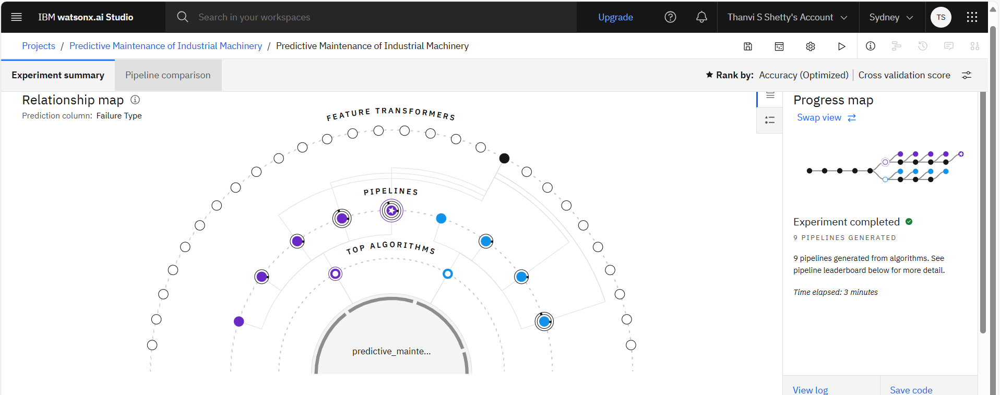 IBM watsonx.ai Studio
Search in your workspaces
Upgrade
Thanvi S Shetty's Account
Sydney
TS
Projects / Predictive Maintenance of Industrial Machinery / Predictive Maintenance of Industrial Machinery
Experiment summary
Pipeline comparison
Rank by: Accuracy (Optimized) | Cross validation score
Relationship map
Prediction column: Failure Type
FEATURE TRANSFORMERS
PIPELINES
TOP ALGORITHMS
predictive_mainte...
Progress map
Swap view
Experiment completed
9 PIPELINES GENERATED
9 pipelines generated from algorithms. See
pipeline leaderboard below for more detail.
Time elapsed: 3 minutes
View log
Save code